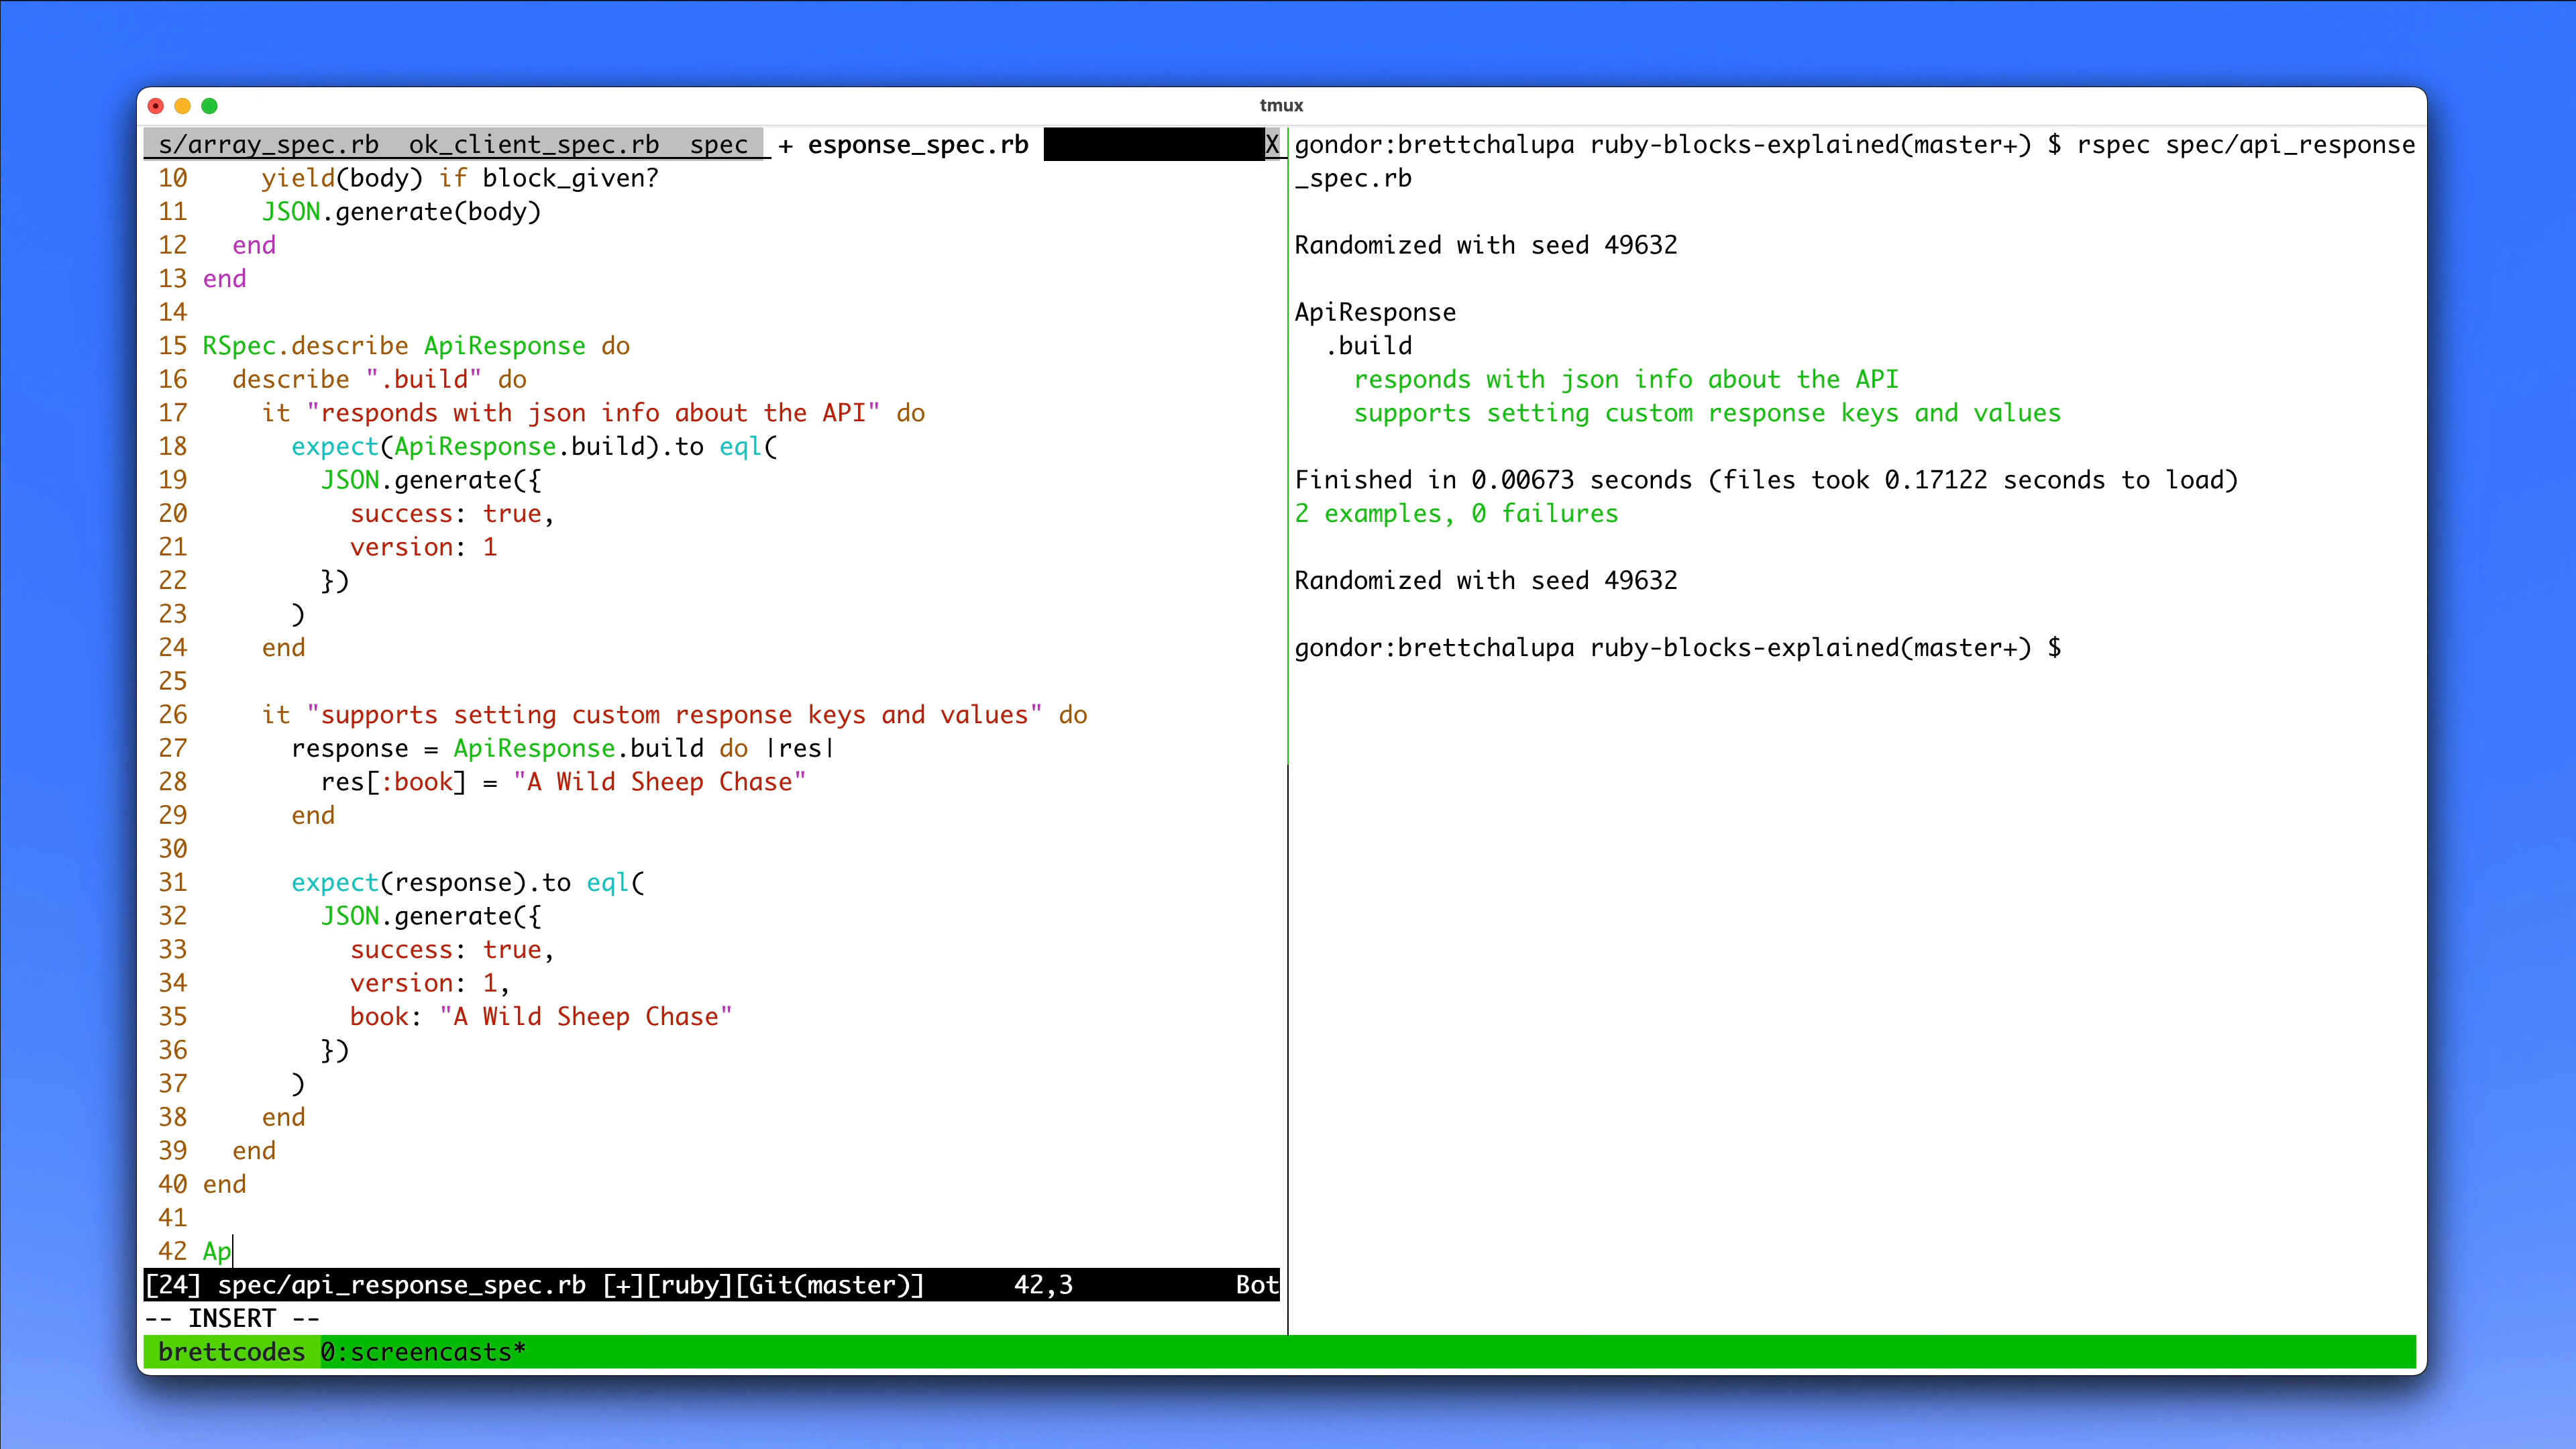 tmux
s/array_spec.rb ok_client_spec.rb spec + esponse_spec.rb X
10 yield(body) if block_given?
11 JSON.generate(body)
12 end
13 end
14
15 RSpec.describe ApiResponse do
16 describe ".build" do
17 it "responds with json info about the API" do
18 expect(ApiResponse.build).to eql(
19 JSON.generate({
20 success: true,
21 version: 1
22 })
23 )
24 end
25
26 it "supports setting custom response keys and values" do
27 response = ApiResponse.build do |res|
28 res[:book] = "A Wild Sheep Chase"
29 end
30
31 expect(response).to eql(
32 JSON.generate({
33 success: true,
34 version: 1,
35 book: "A Wild Sheep Chase"
36 })
37 )
38 end
39 end
40 end
41
42 Ap
[24] spec/api_response_spec.rb [+][ruby][Git(master)] 42,3 Bot
-- INSERT --
gondor:brettchalupa ruby-blocks-explained(master+) $ rspec spec/api_response
_spec.rb
Randomized with seed 49632
ApiResponse
.build
responds with json info about the API
supports setting custom response keys and values
Finished in 0.00673 seconds (files took 0.17122 seconds to load)
2 examples, 0 failures
Randomized with seed 49632
gondor:brettchalupa ruby-blocks-explained(master+) $
brettcodes 0:screencasts*